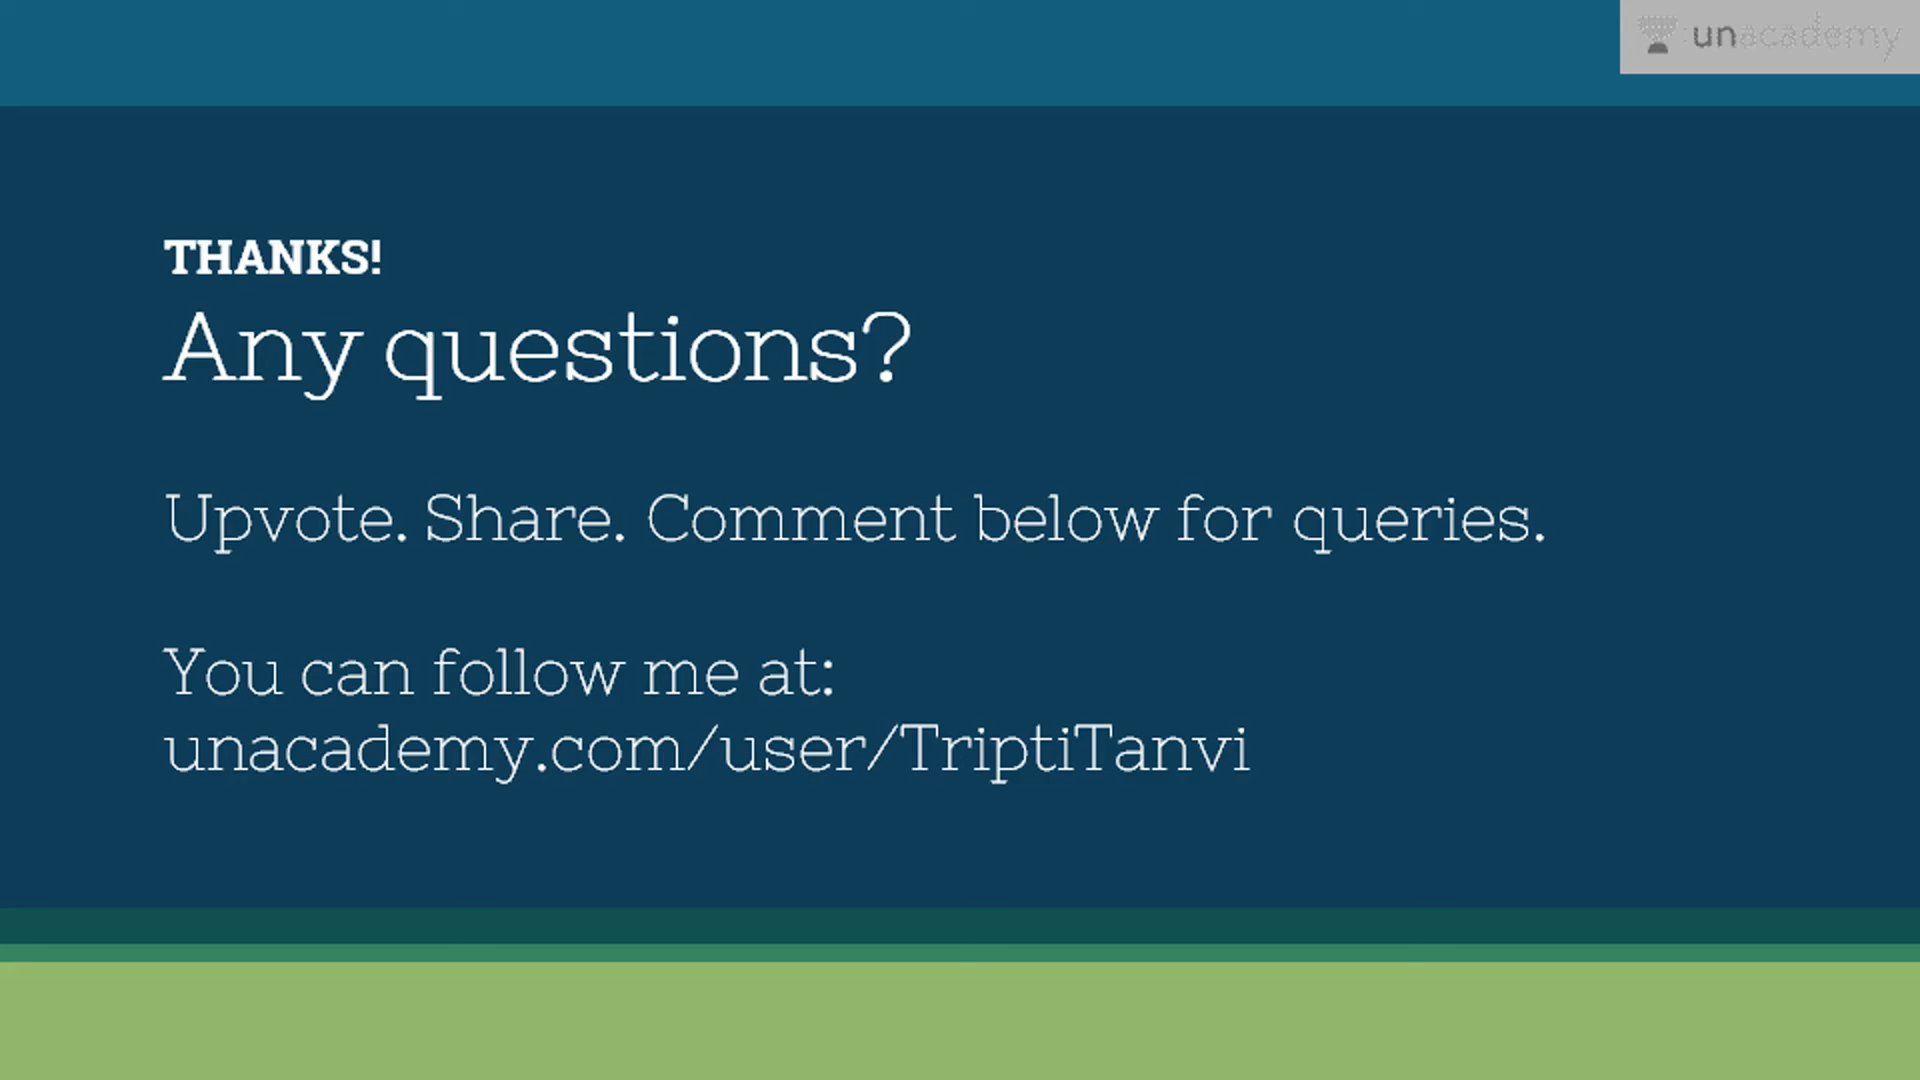 unacademy
THANKS!
Any questions?
Upvote. Share. Comment below for queries.
You can follow me at:
unacademy.com/user/TriptiTanvi